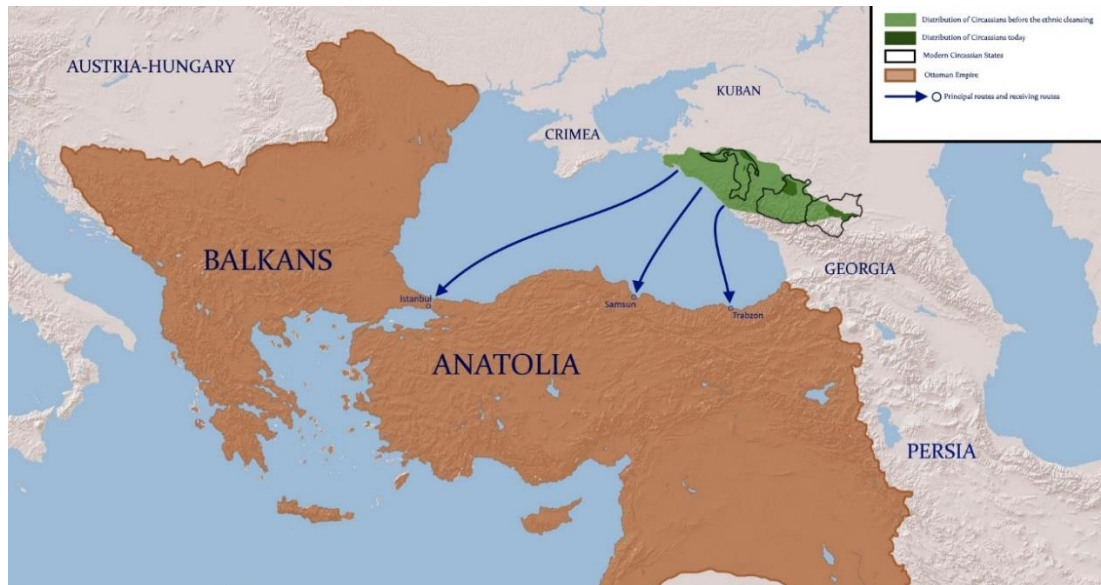 Distribution of Circassians before the ethnic cleansing
Distribution of Circassians today
Modern Circassian States
Ottoman Empire
Principal routes and receiving routes
AUSTRIA-HUNGARY
KUBAN
CRIMEA
BALKANS
GEORGIA
Istanbul
Samsun
Trabzon
ANATOLIA
PERSIA